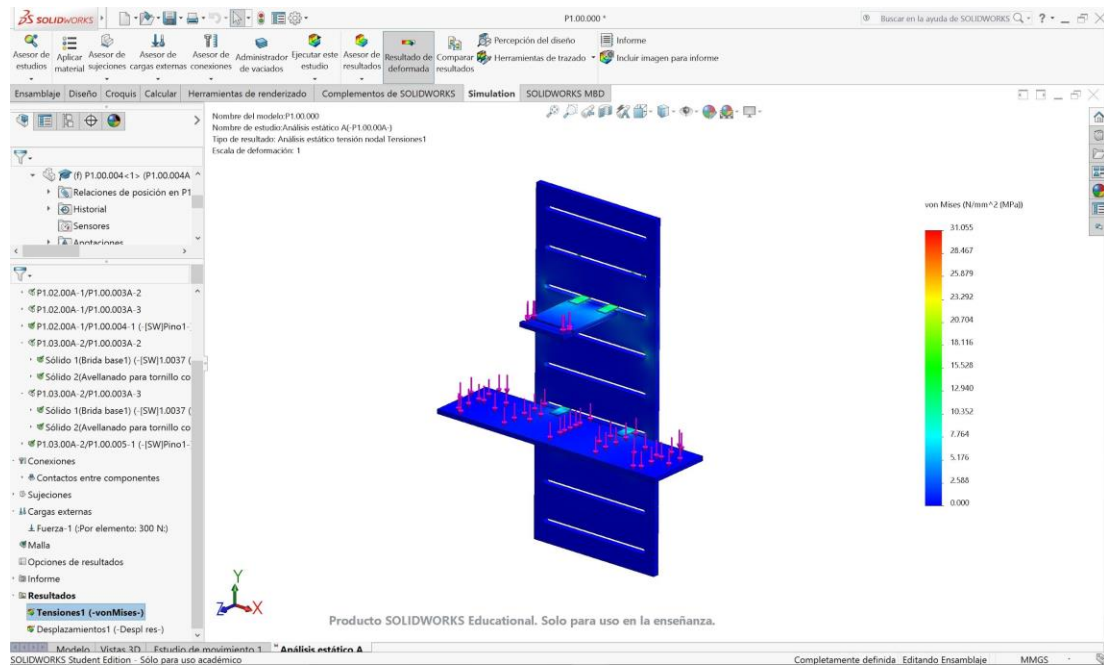 SOLIDWORKS
P1.00.000 *
Buscar en la ayuda de SOLIDWORKS
Asesor de estudios
Aplicar material
Asesor de sujeciones
Asesor de cargas externas
Asesor de conexiones
Administrador de vaciados
Ejecutar este estudio
Asesor de resultados
Resultado de deformada
Comparar resultados
Percepción del diseño
Herramientas de trazado
Informe
Incluir imagen para informe
Ensamblaje Diseño Croquis Calcular Herramientas de renderizado Complementos de SOLIDWORKS Simulation SOLIDWORKS MBD
Nombre del modelo:P1.00.000
Nombre de estudio:Análisis estático A(-P1.00.00A-)
Tipo de resultado: Análisis estático tensión nodal Tensiones1
Escala de deformación: 1
(f) P1.00.004<1> (P1.00.004A
Relaciones de posición en P1
Historial
Sensores
Anotaciones
P1.02.00A-1/P1.00.003A-2
P1.02.00A-1/P1.00.003A-3
P1.02.00A-1/P1.00.004-1 (-[SW]Pino1-
P1.03.00A-2/P1.00.003A-2
Sólido 1(Brida base1) (-[SW]1.0037 (
Sólido 2(Avellanado para tornillo co
P1.03.00A-2/P1.00.003A-3
Sólido 1(Brida base1) (-[SW]1.0037 (
Sólido 2(Avellanado para tornillo co
P1.03.00A-2/P1.00.005-1 (-[SW]Pino1-
Conexiones
Contactos entre componentes
Sujeciones
Cargas externas
Fuerza-1 (:Por elemento: 300 N:)
Malla
Opciones de resultados
Informe
Resultados
Tensiones1 (-vonMises-)
Desplazamientos1 (-Despl res-)
von Mises (N/mm^2 (MPa))
31.055
28.467
25.879
23.292
20.704
18.116
15.528
12.940
10.352
7.764
5.176
2.588
0.000
Y
Z
X
Producto SOLIDWORKS Educational. Solo para uso en la enseñanza.
Modelo Vistas 3D Estudio de movimiento 1 Análisis estático A
SOLIDWORKS Student Edition - Sólo para uso académico
Completamente definida Editando Ensamblaje MMGS